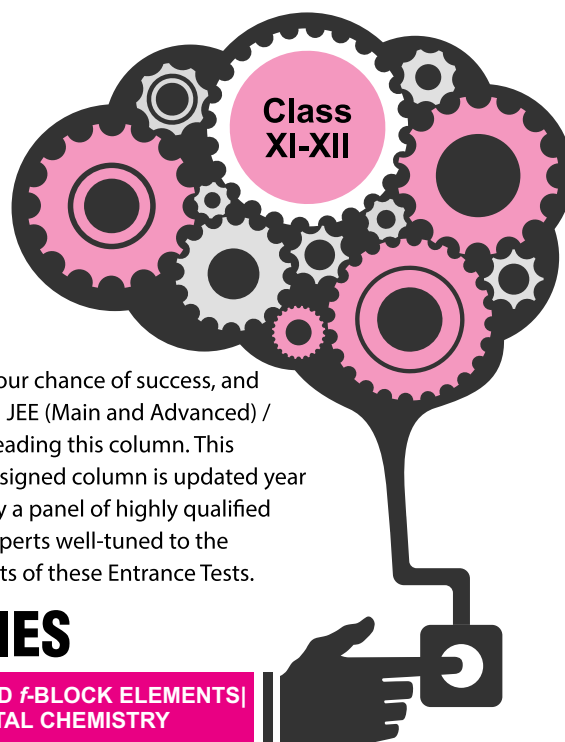 Class
XI-XII
our chance of success, and
JEE (Main and Advanced) /
eading this column. This
signed column is updated year
y a panel of highly qualified
perts well-tuned to the
ts of these Entrance Tests.
IES
D f-BLOCK ELEMENTS|
TAL CHEMISTRY